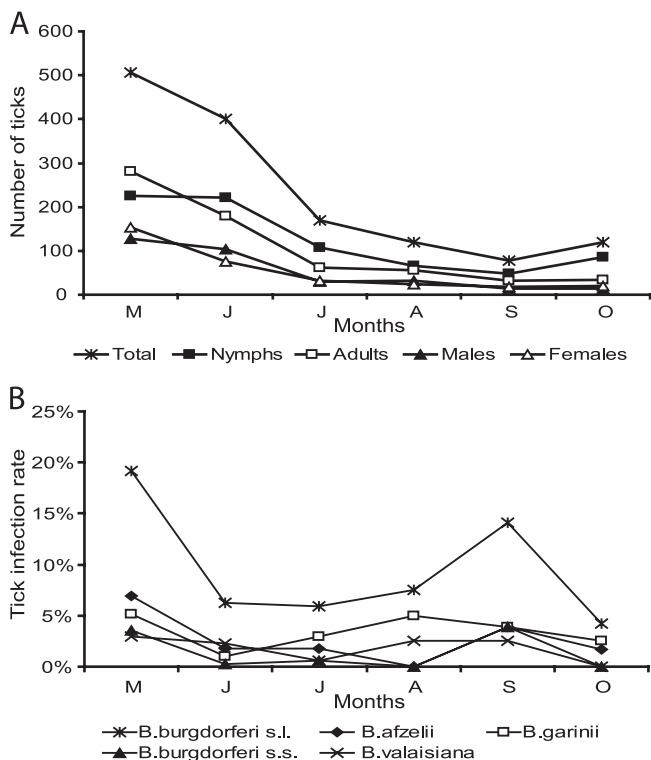 A
600
500
400
300
200
100
0
Number of ticks
M J J A S O
Months
Total Nymphs Adults Males Females
B
25%
20%
15%
10%
5%
0%
Tick infection rate
M J J A S O
Months
B.burgdorferi s.l. B.afzelii B.garinii
B.burgdorferi s.s. B.valaisiana